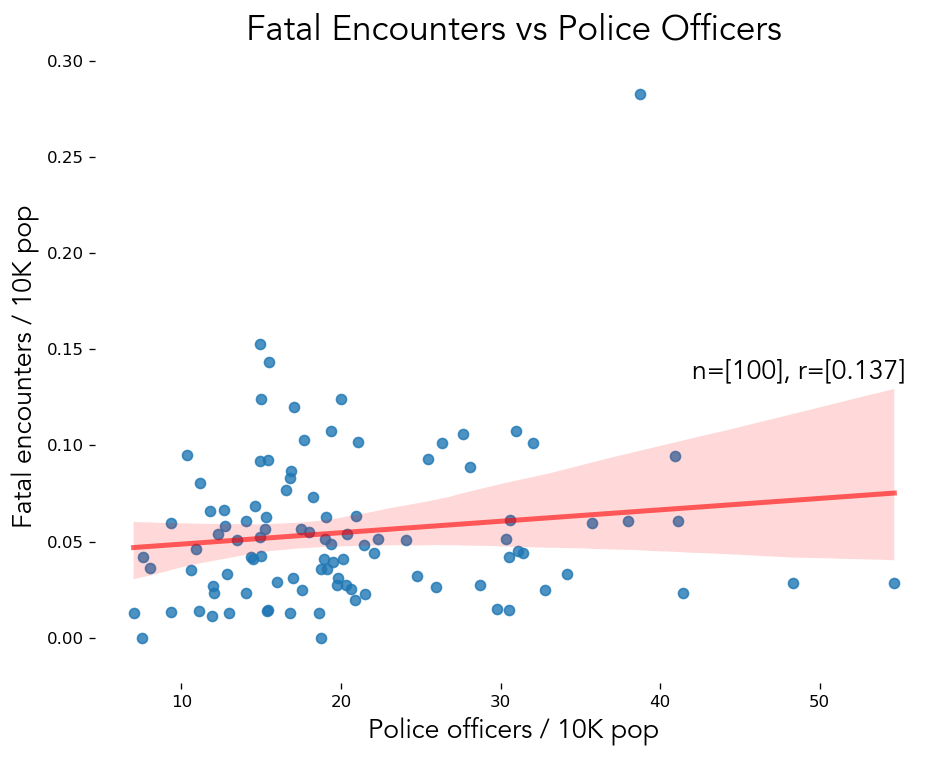 Fatal Encounters vs Police Officers
0.30
0.25
0.20
0.15
0.10
0.05
0.00
Fatal encounters / 10K pop
n=[100], r=[0.137]
10 20 30 40 50
Police officers / 10K pop